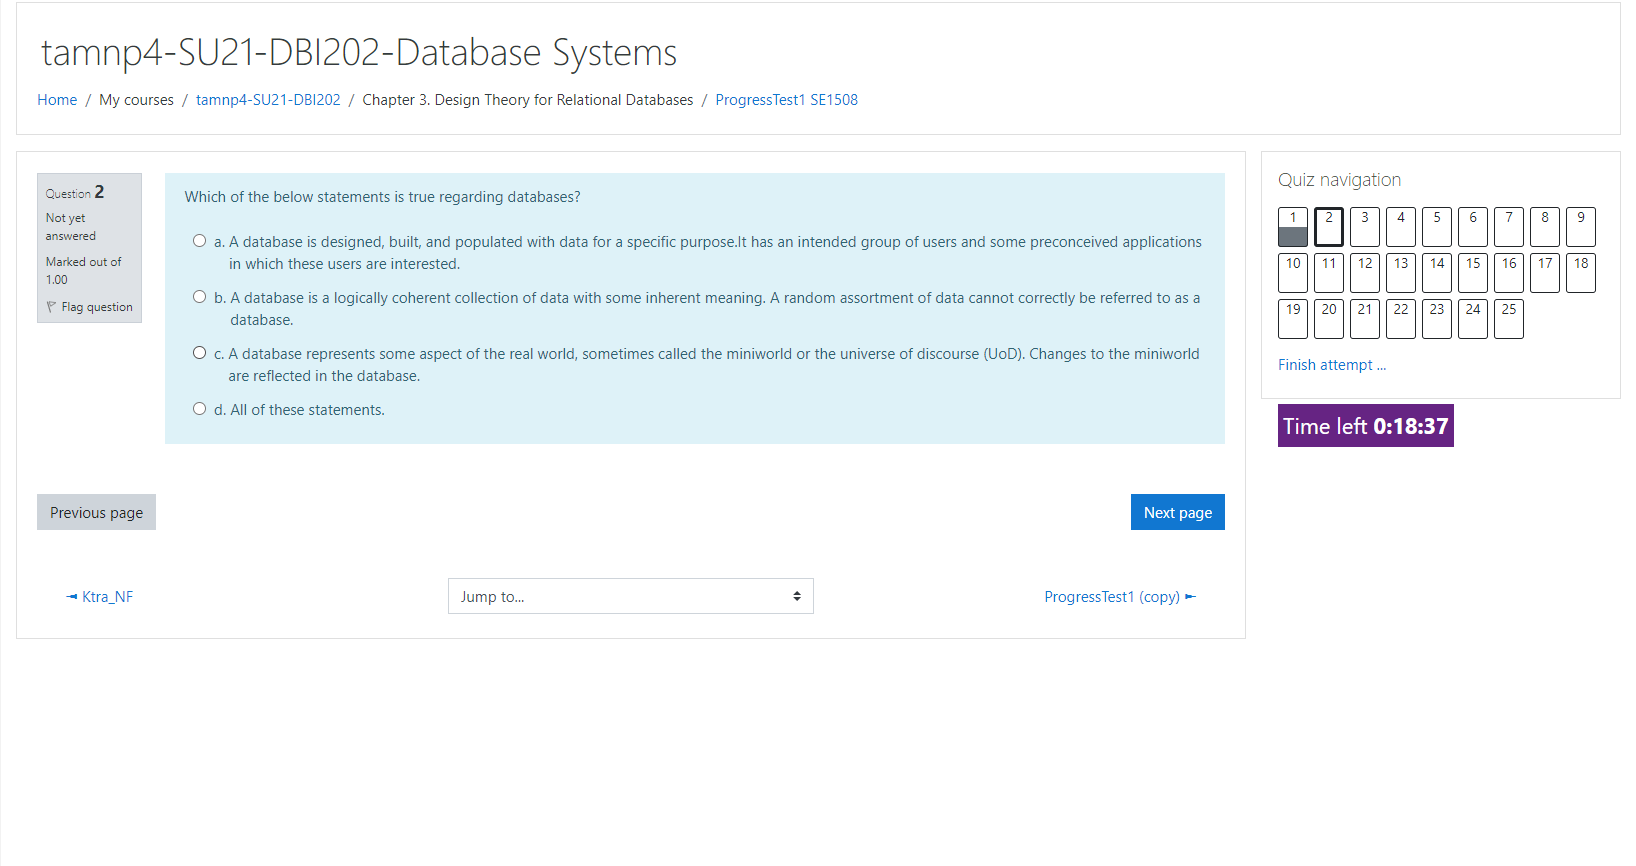 tamnp4-SU21-DBI202-Database Systems
Home / My courses / tamnp4-SU21-DBI202 / Chapter 3. Design Theory for Relational Databases / ProgressTest1 SE1508
Question 2
Not yet
answered
Marked out of
1.00
Flag question
Which of the below statements is true regarding databases?
a. A database is designed, built, and populated with data for a specific purpose.It has an intended group of users and some preconceived applications
in which these users are interested.
b. A database is a logically coherent collection of data with some inherent meaning. A random assortment of data cannot correctly be referred to as a
database.
c. A database represents some aspect of the real world, sometimes called the miniworld or the universe of discourse (UoD). Changes to the miniworld
are reflected in the database.
d. All of these statements.
Previous page
Next page
◄ Ktra_NF
Jump to...
ProgressTest1 (copy) ►
Quiz navigation
1 2 3 4 5 6 7 8 9
10 11 12 13 14 15 16 17 18
19 20 21 22 23 24 25
Finish attempt ...
Time left 0:18:37